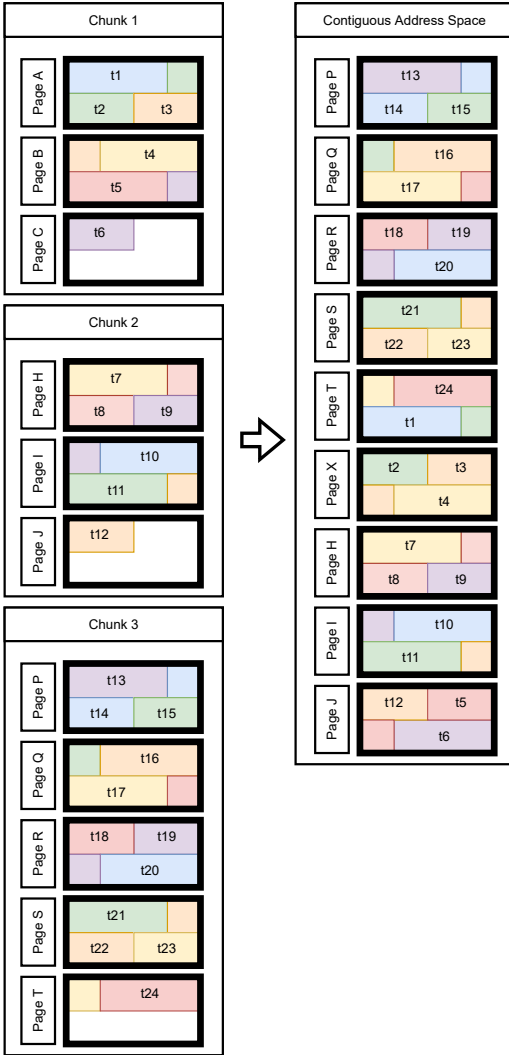 Chunk 1
Page A
t1
t2 t3
Page B
t4
t5
Page C
t6
Chunk 2
Page H
t7
t8 t9
Page I
t10
t11
Page J
t12
Chunk 3
Page P
t13
t14 t15
Page Q
t16
t17
Page R
t18 t19
t20
Page S
t21
t22 t23
Page T
t24
Contiguous Address Space
Page P
t13
t14 t15
Page Q
t16
t17
Page R
t18 t19
t20
Page S
t21
t22 t23
Page T
t24
t1
Page X
t2 t3
t4
Page H
t7
t8 t9
Page I
t10
t11
Page J
t12 t5
t6